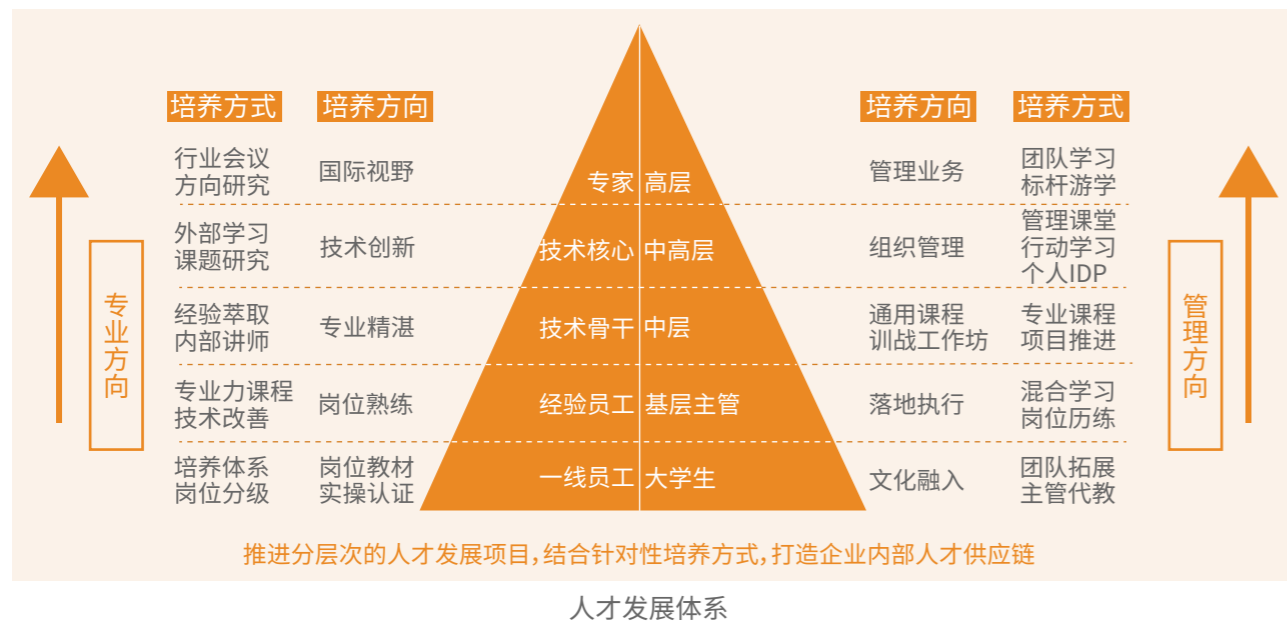 培养方式 培养方向 培养方向 培养方式
行业会议
方向研究
国际视野
专家 高层
管理业务
团队学习
标杆游学
外部学习
课题研究
技术创新
技术核心 中高层
组织管理
管理课堂
行动学习
个人IDP
经验萃取
内部讲师
专业精湛
技术骨干 中层
通用课程
训战工作坊
专业课程
项目推进
专业力课程
技术改善
岗位熟练
经验员工 基层主管
落地执行
混合学习
岗位历练
培养体系
岗位分级
岗位教材
实操认证
一线员工 大学生
文化融入
团队拓展
主管代教
专业方向
管理方向
推进分层次的人才发展项目,结合针对性培养方式,打造企业内部人才供应链
人才发展体系